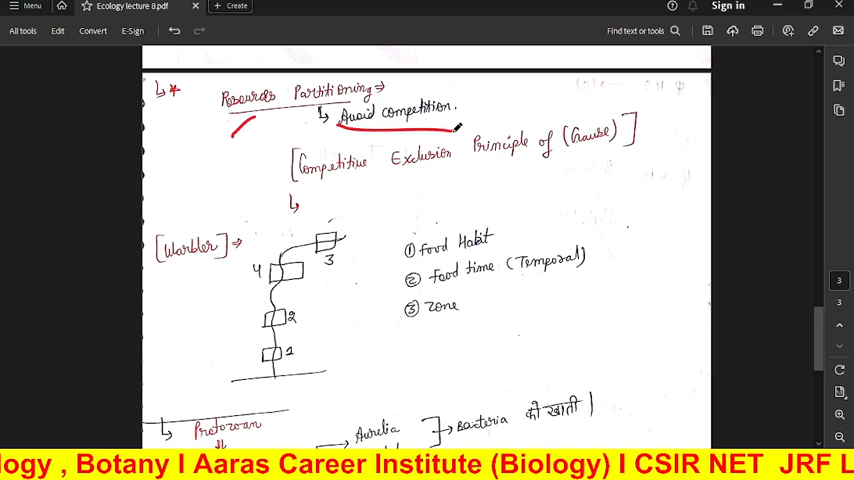 Menu
Ecology lecture 8.pdf
Create
Sign in
All tools Edit Convert E-Sign
Find text or tools
Resources Partitioning ⇒
↳ Avoid competition.
[Competitive Exclusion Principle of (Gause)]
[Warbler] ⇒
① Food Habit
② Food time (Temporal)
③ Zone
3
4
2
1
3
3
Protozoan
→ Aurelia ] → Bacteria को खाती |
logy , Botany I Aaras Career Institute (Biology) I CSIR NET JRF L